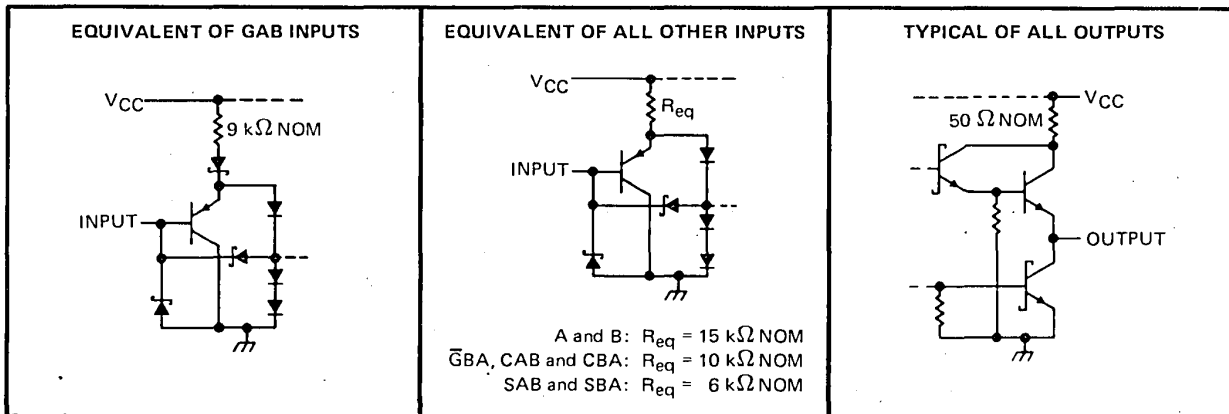 EQUIVALENT OF GAB INPUTS
VCC
9 kΩ NOM
INPUT
EQUIVALENT OF ALL OTHER INPUTS
VCC
Req
INPUT
A and B: Req = 15 kΩ NOM
G̅BA, CAB and CBA: Req = 10 kΩ NOM
SAB and SBA: Req = 6 kΩ NOM
TYPICAL OF ALL OUTPUTS
VCC
50 Ω NOM
OUTPUT